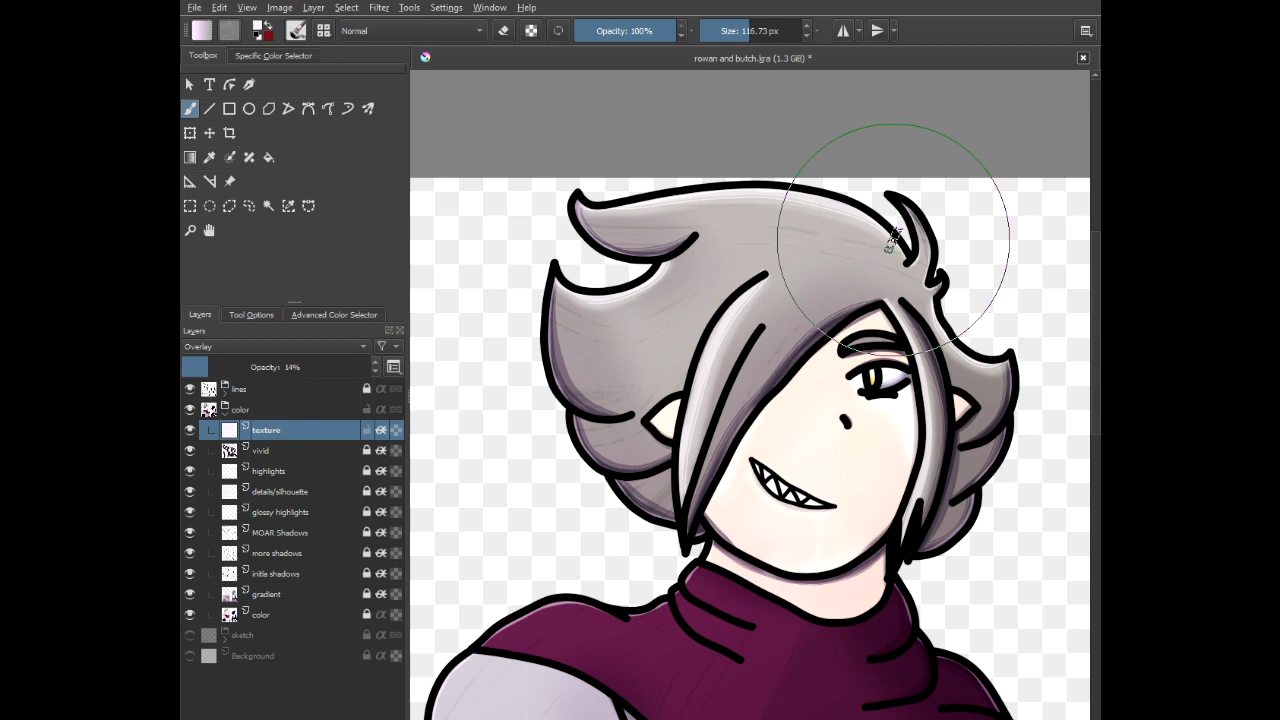 File Edit View Image Layer Select Filter Tools Settings Window Help
Normal Opacity: 100% Size: 116.73 px
Toolbox Specific Color Selector
rowan and butch.kra (1.3 GiB) *
Layers Tool Options Advanced Color Selector
Layers
Overlay
Opacity: 14%
lines
color
texture
vivid
highlights
details/silhouette
glossy highlights
MOAR Shadows
more shadows
initla shadows
gradient
color
sketch
Background